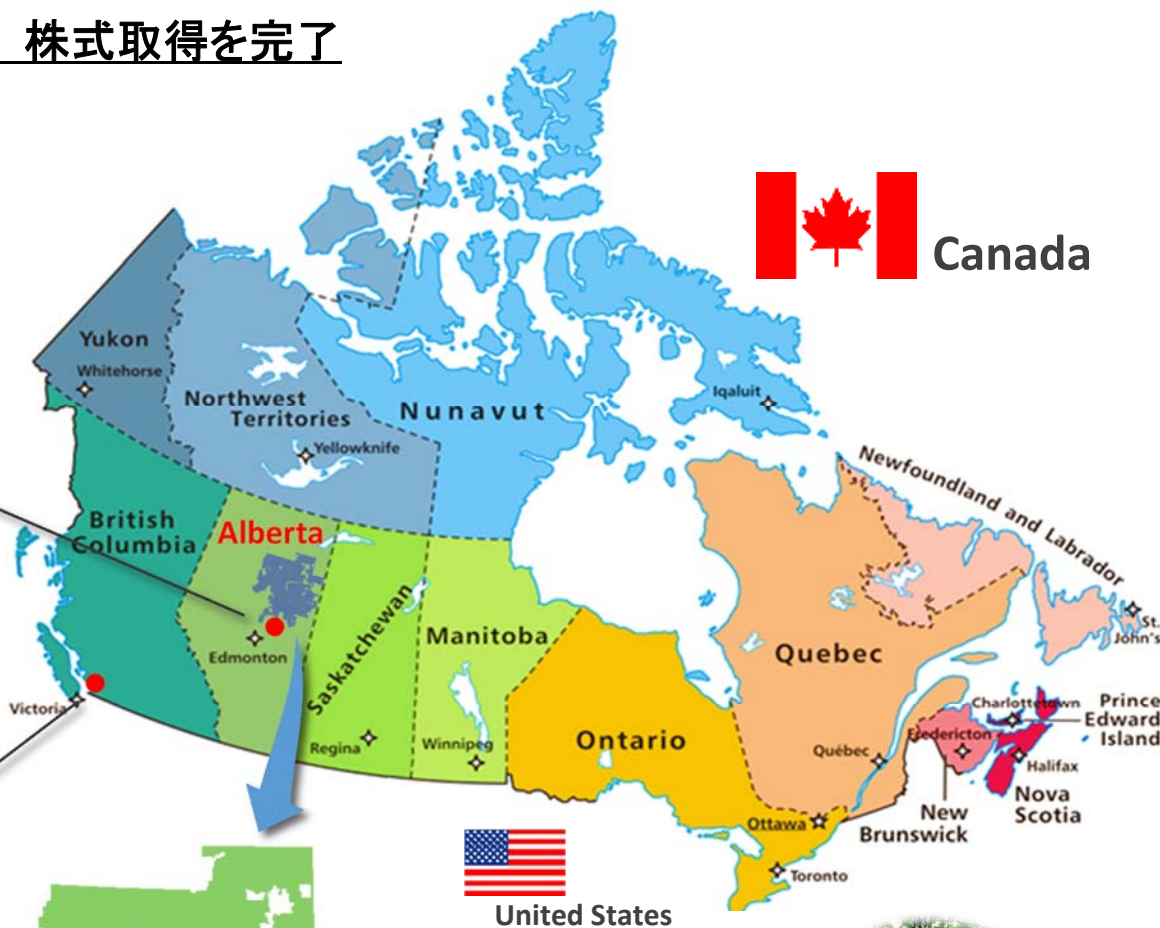 株式取得を完了
Canada
Yukon
Whitehorse
Northwest
Territories
Yellowknife
Nunavut
Iqaluit
Newfoundland and Labrador
British
Columbia
Alberta
Edmonton
Saskatchewan
Regina
Manitoba
Winnipeg
Victoria
Ontario
Ottawa
Toronto
Quebec
Québec
St.
John's
Charlottetown
Prince
Edward
Island
Fredericton
Halifax
Nova
Scotia
New
Brunswick
United States